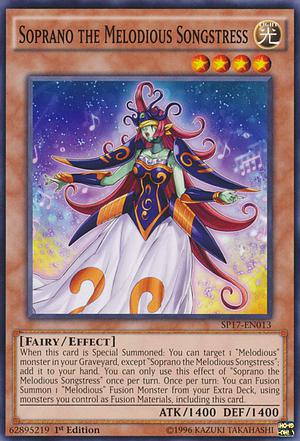 Soprano the Melodious Songstress
LIGHT
光
SP17-EN013
[Fairy/Effect]
When this card is Special Summoned: You can target 1 "Melodious"
monster in your Graveyard, except "Soprano the Melodious Songstress";
add it to your hand. You can only use this effect of "Soprano the
Melodious Songstress" once per turn. Once per turn: You can Fusion
Summon 1 "Melodious" Fusion Monster from your Extra Deck, using
monsters you control as Fusion Materials, including this card.
ATK/1400 DEF/1400
62895219 1st Edition ©1996 KAZUKI TAKAHASHI